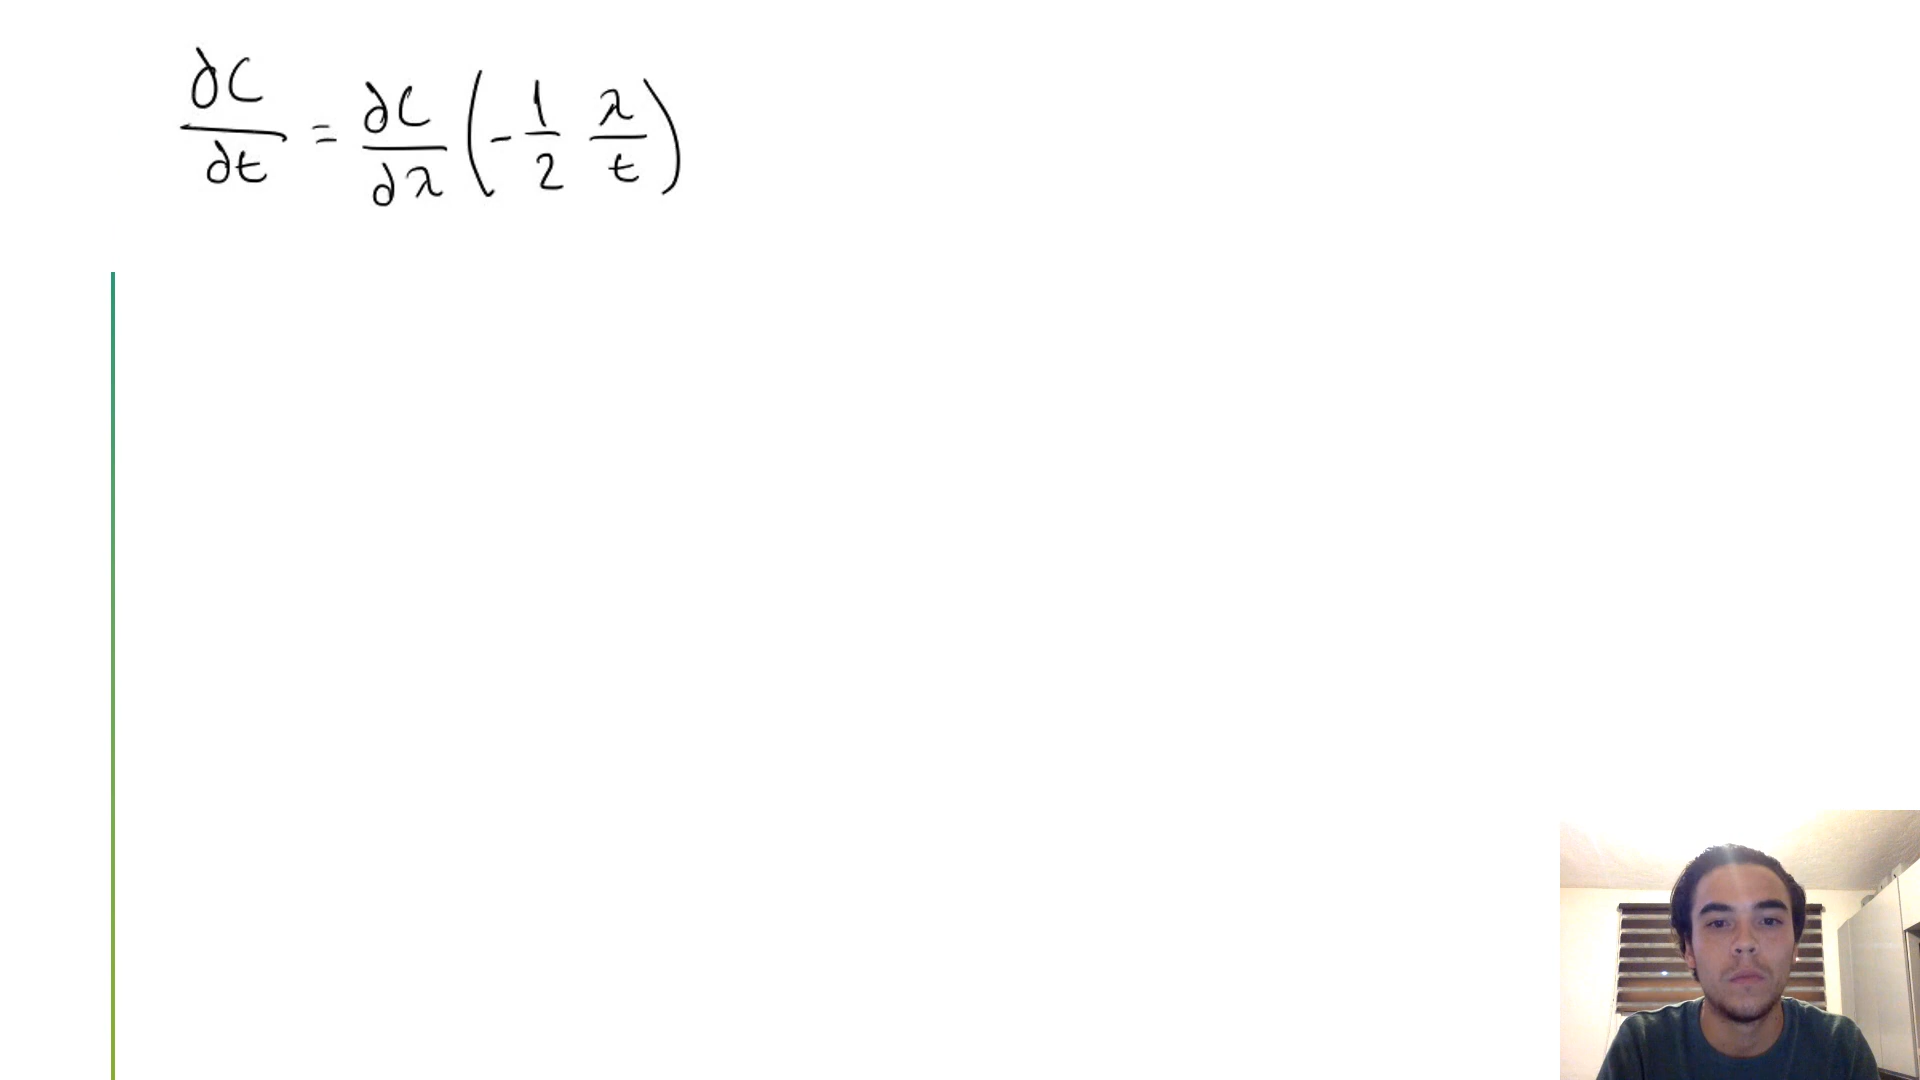 ∂C/∂t = ∂C/∂λ (-1/2 λ/t)